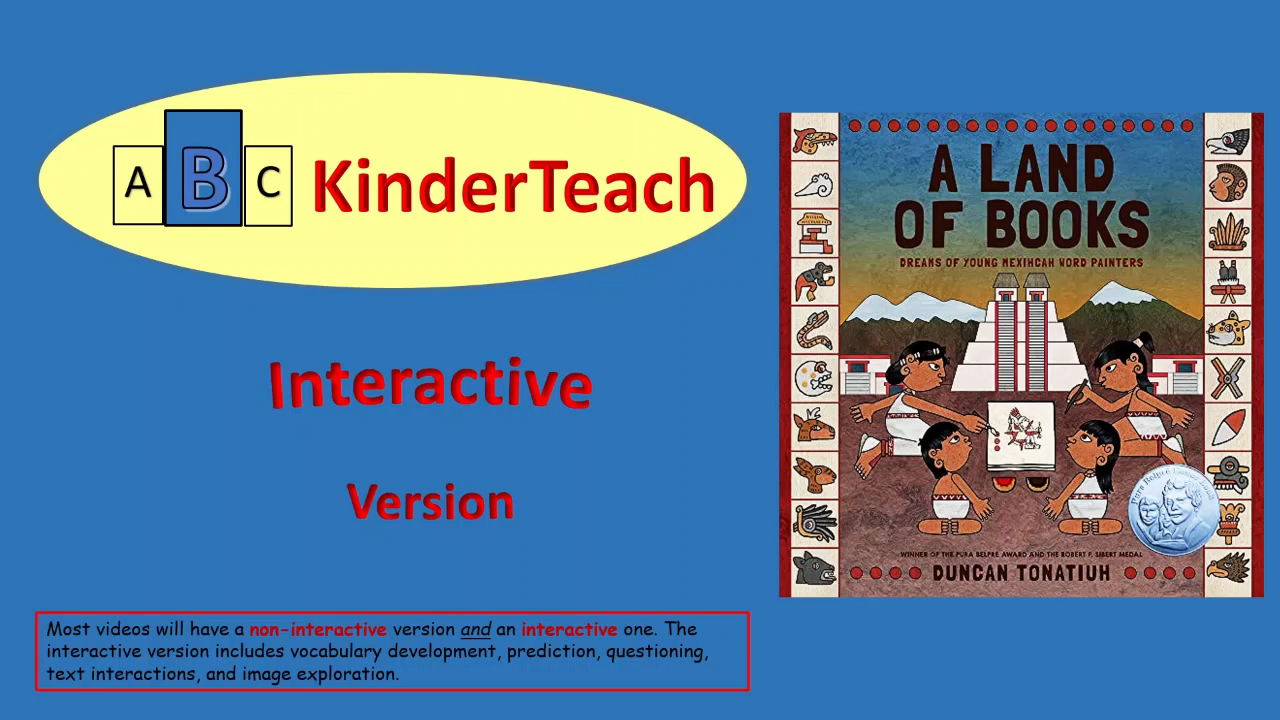 A B C KinderTeach
Interactive
Version
Most videos will have a non-interactive version and an interactive one. The
interactive version includes vocabulary development, prediction, questioning,
text interactions, and image exploration.
A LAND
OF BOOKS
DREAMS OF YOUNG MEXIHCAH WORD PAINTERS
WINNER OF THE PURA BELPRÉ AWARD AND THE ROBERT F. SIBERT MEDAL
DUNCAN TONATIUH